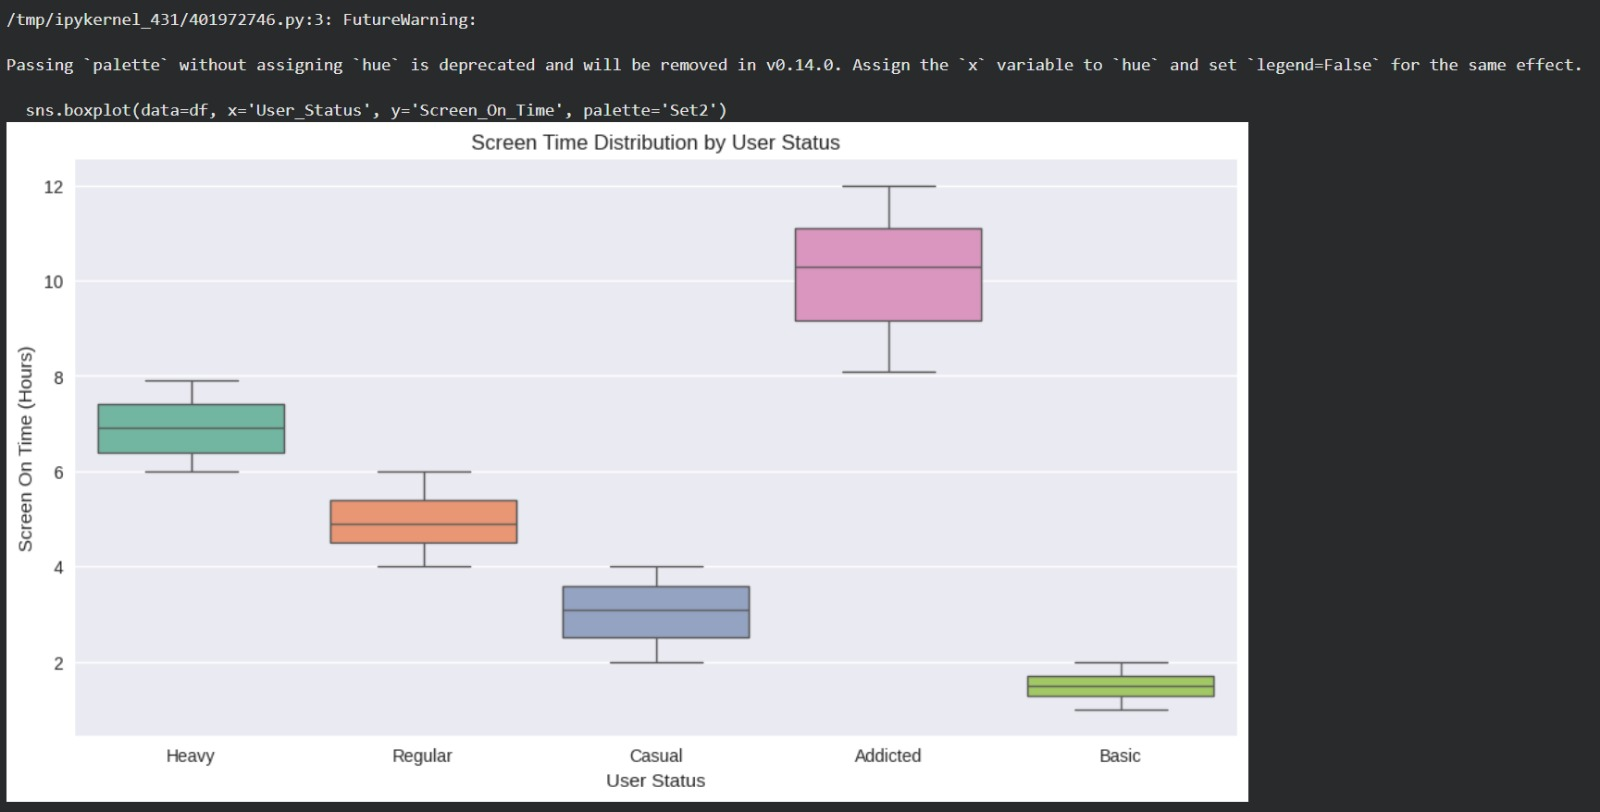 /tmp/ipykernel_431/401972746.py:3: FutureWarning:
Passing `palette` without assigning `hue` is deprecated and will be removed in v0.14.0. Assign the `x` variable to `hue` and set `legend=False` for the same effect.
sns.boxplot(data=df, x='User_Status', y='Screen_On_Time', palette='Set2')
Screen Time Distribution by User Status
Screen On Time (Hours)
12
10
8
6
4
2
Heavy Regular Casual Addicted Basic
User Status